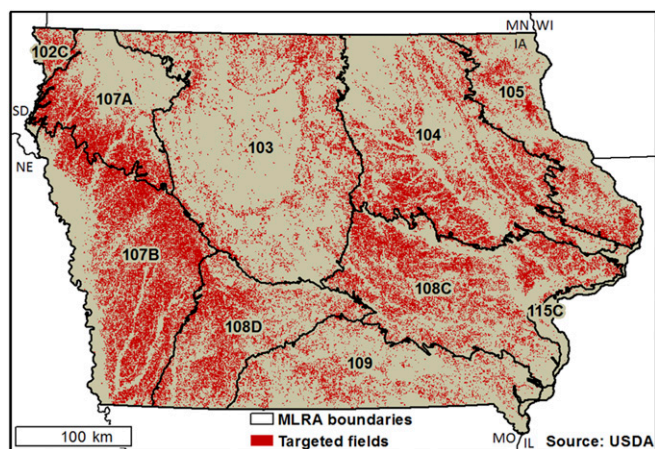 MN WI
IA
102C
107A
105
SD
104
103
NE
107B
108C
115C
108D
109
MLRA boundaries
100 km
Targeted fields
MO IL
Source: USDA